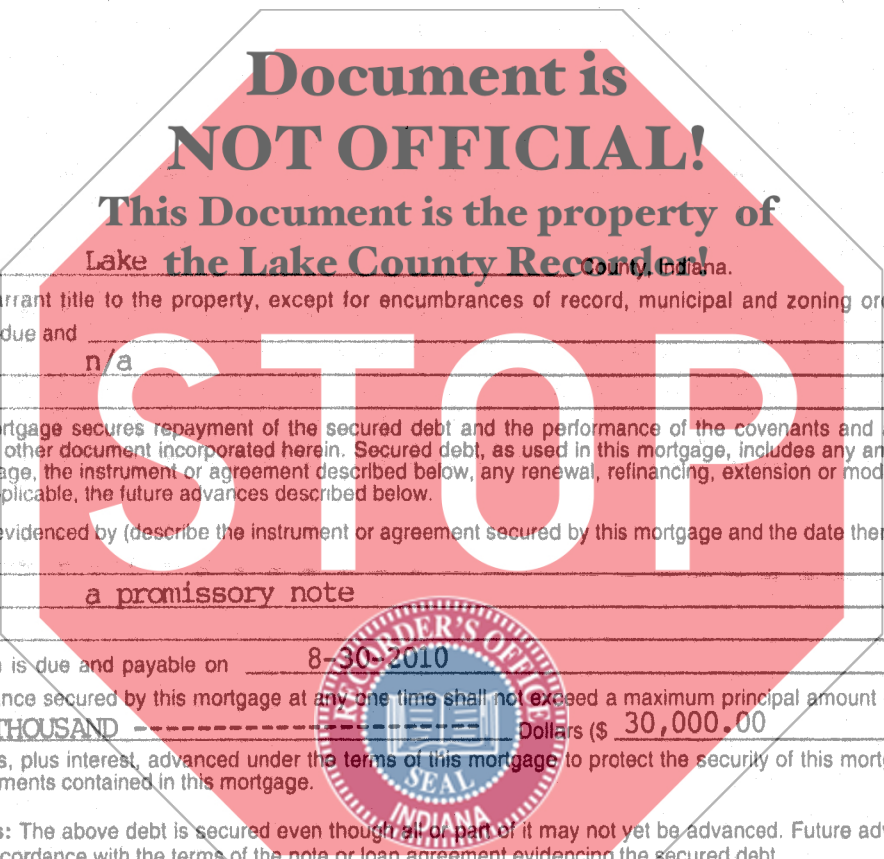 Document is
NOT OFFICIAL!
This Document is the property of
the Lake County Recorder!
Lake County, Indiana.
rrant title to the property, except for encumbrances of record, municipal and zoning or
due and
n/a
STOP
rtgage secures repayment of the secured debt and the performance of the covenants and
other document incorporated herein. Secured debt, as used in this mortgage, includes any am
age, the instrument or agreement described below, any renewal, refinancing, extension or mod
plicable, the future advances described below.
evidenced by (describe the instrument or agreement secured by this mortgage and the date ther
a promissory note
is due and payable on 8-30-2010
nce secured by this mortgage at any one time shall not exceed a maximum principal amount
THOUSAND ------------------------ Dollars ($ 30,000.00
s, plus interest, advanced under the terms of this mortgage to protect the security of this mort
ments contained in this mortgage.
RECORDER'S OFFICE
SEAL
INDIANA
s: The above debt is secured even though all or part of it may not yet be advanced. Future adv
cordance with the terms of the note or loan agreement evidencing the secured debt.